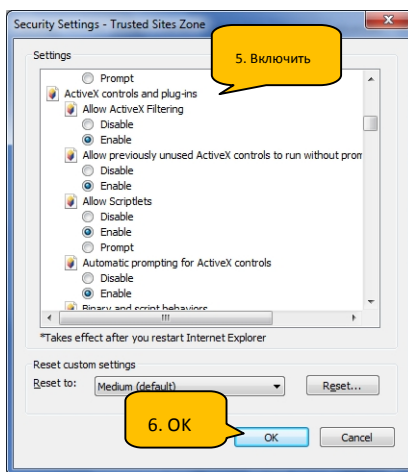 Security Settings - Trusted Sites Zone
5. Включить
Settings
Prompt
ActiveX controls and plug-ins
Allow ActiveX Filtering
Disable
Enable
Allow previously unused ActiveX controls to run without prom
Disable
Enable
Allow Scriptlets
Disable
Enable
Prompt
Automatic prompting for ActiveX controls
Disable
Enable
Binary and script behaviors
*Takes effect after you restart Internet Explorer
Reset custom settings
Reset to: Medium (default) Reset...
6. OK
OK Cancel